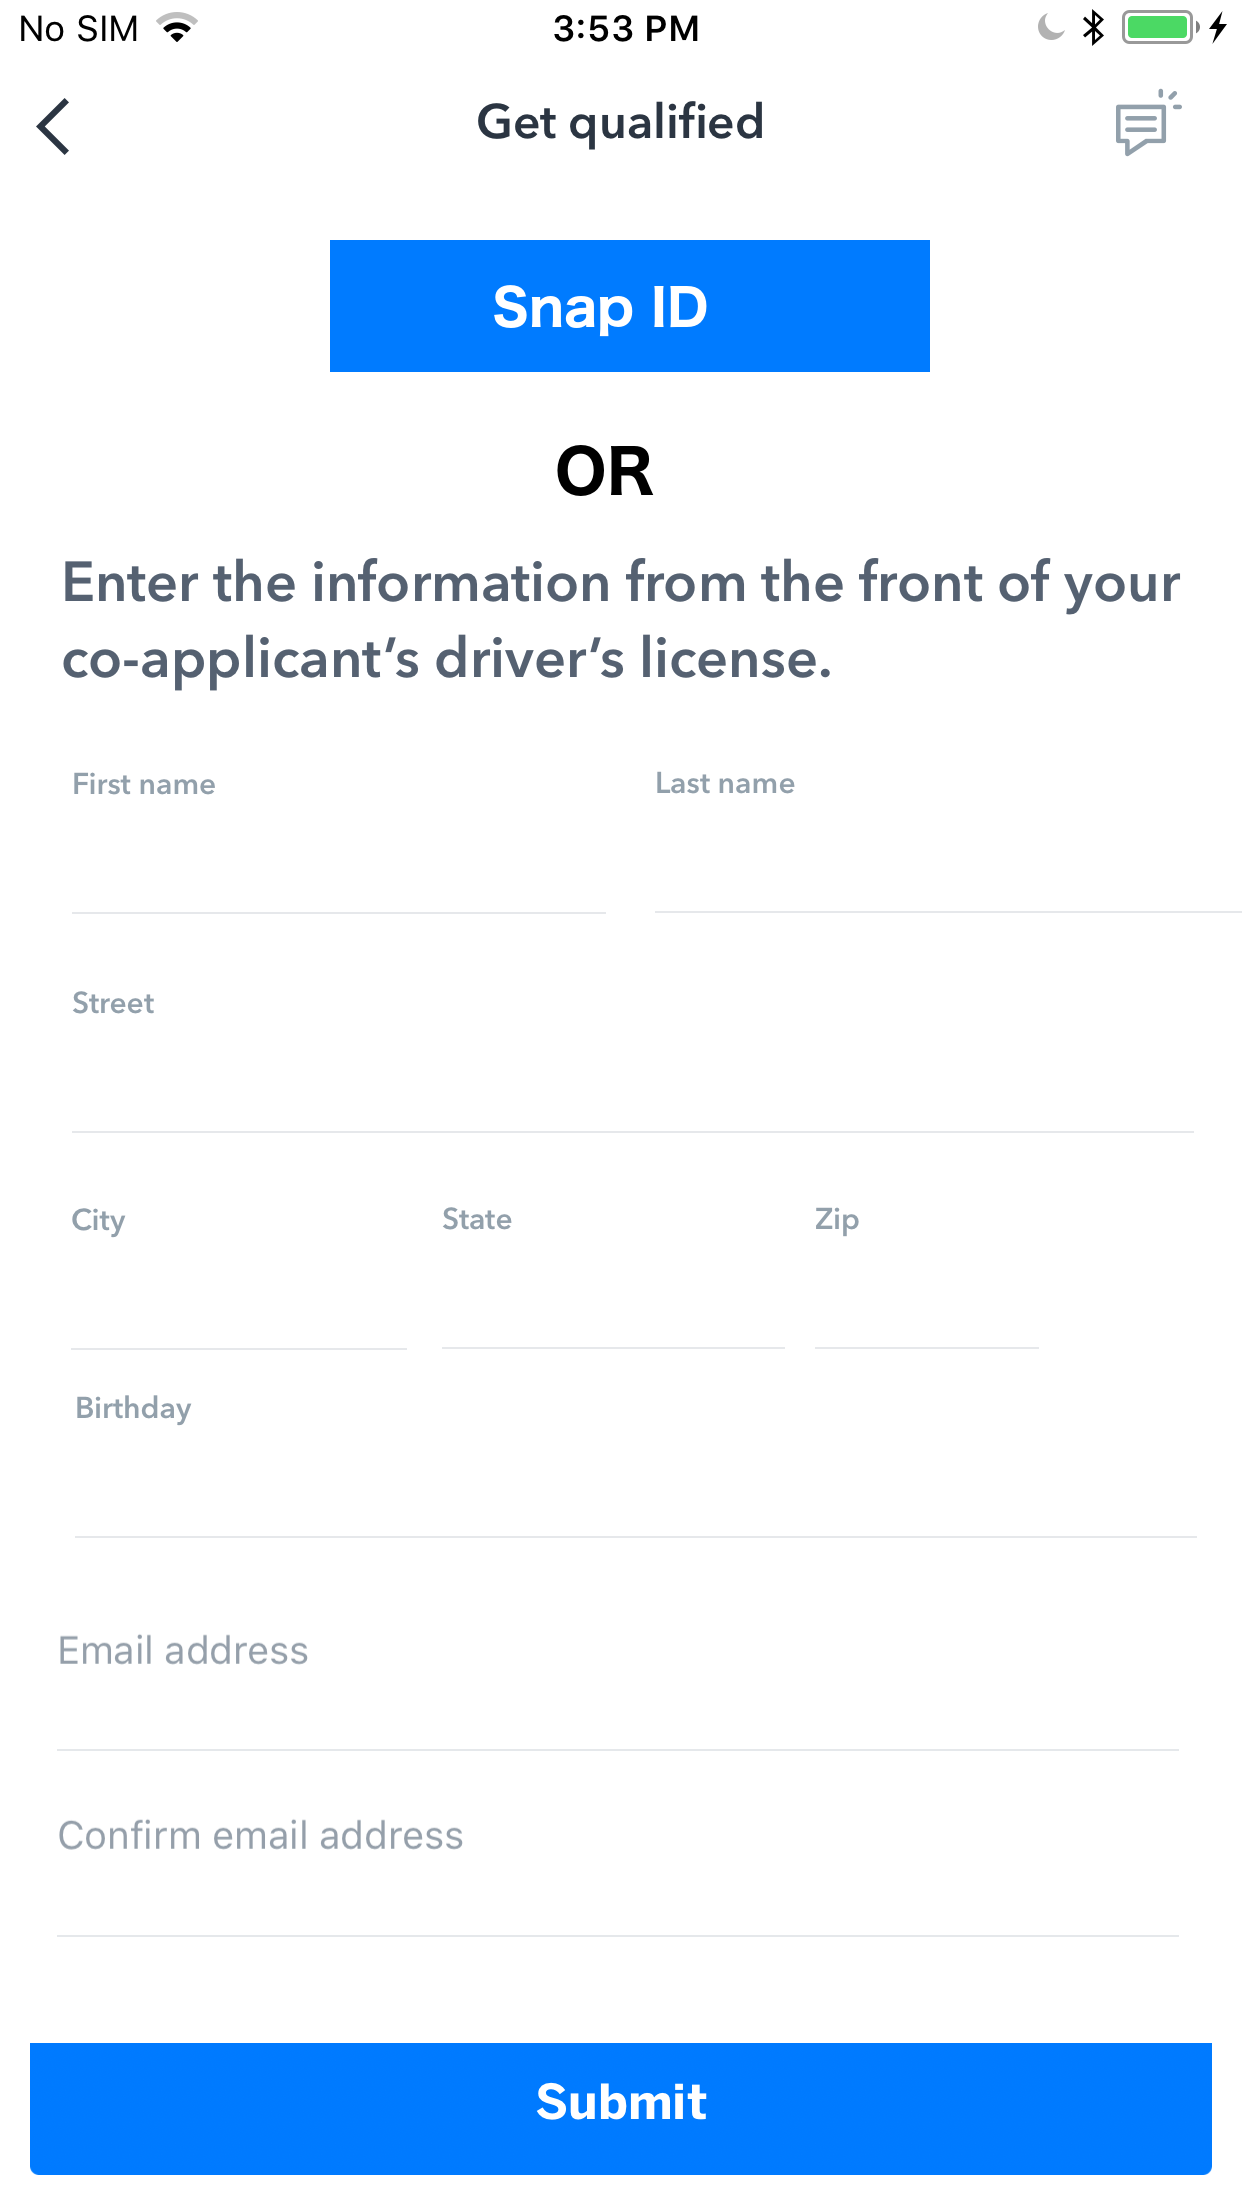 No SIM 3:53 PM
Get qualified
Snap ID
OR
Enter the information from the front of your
co-applicant’s driver’s license.
First name Last name
Street
City State Zip
Birthday
Email address
Confirm email address
Submit